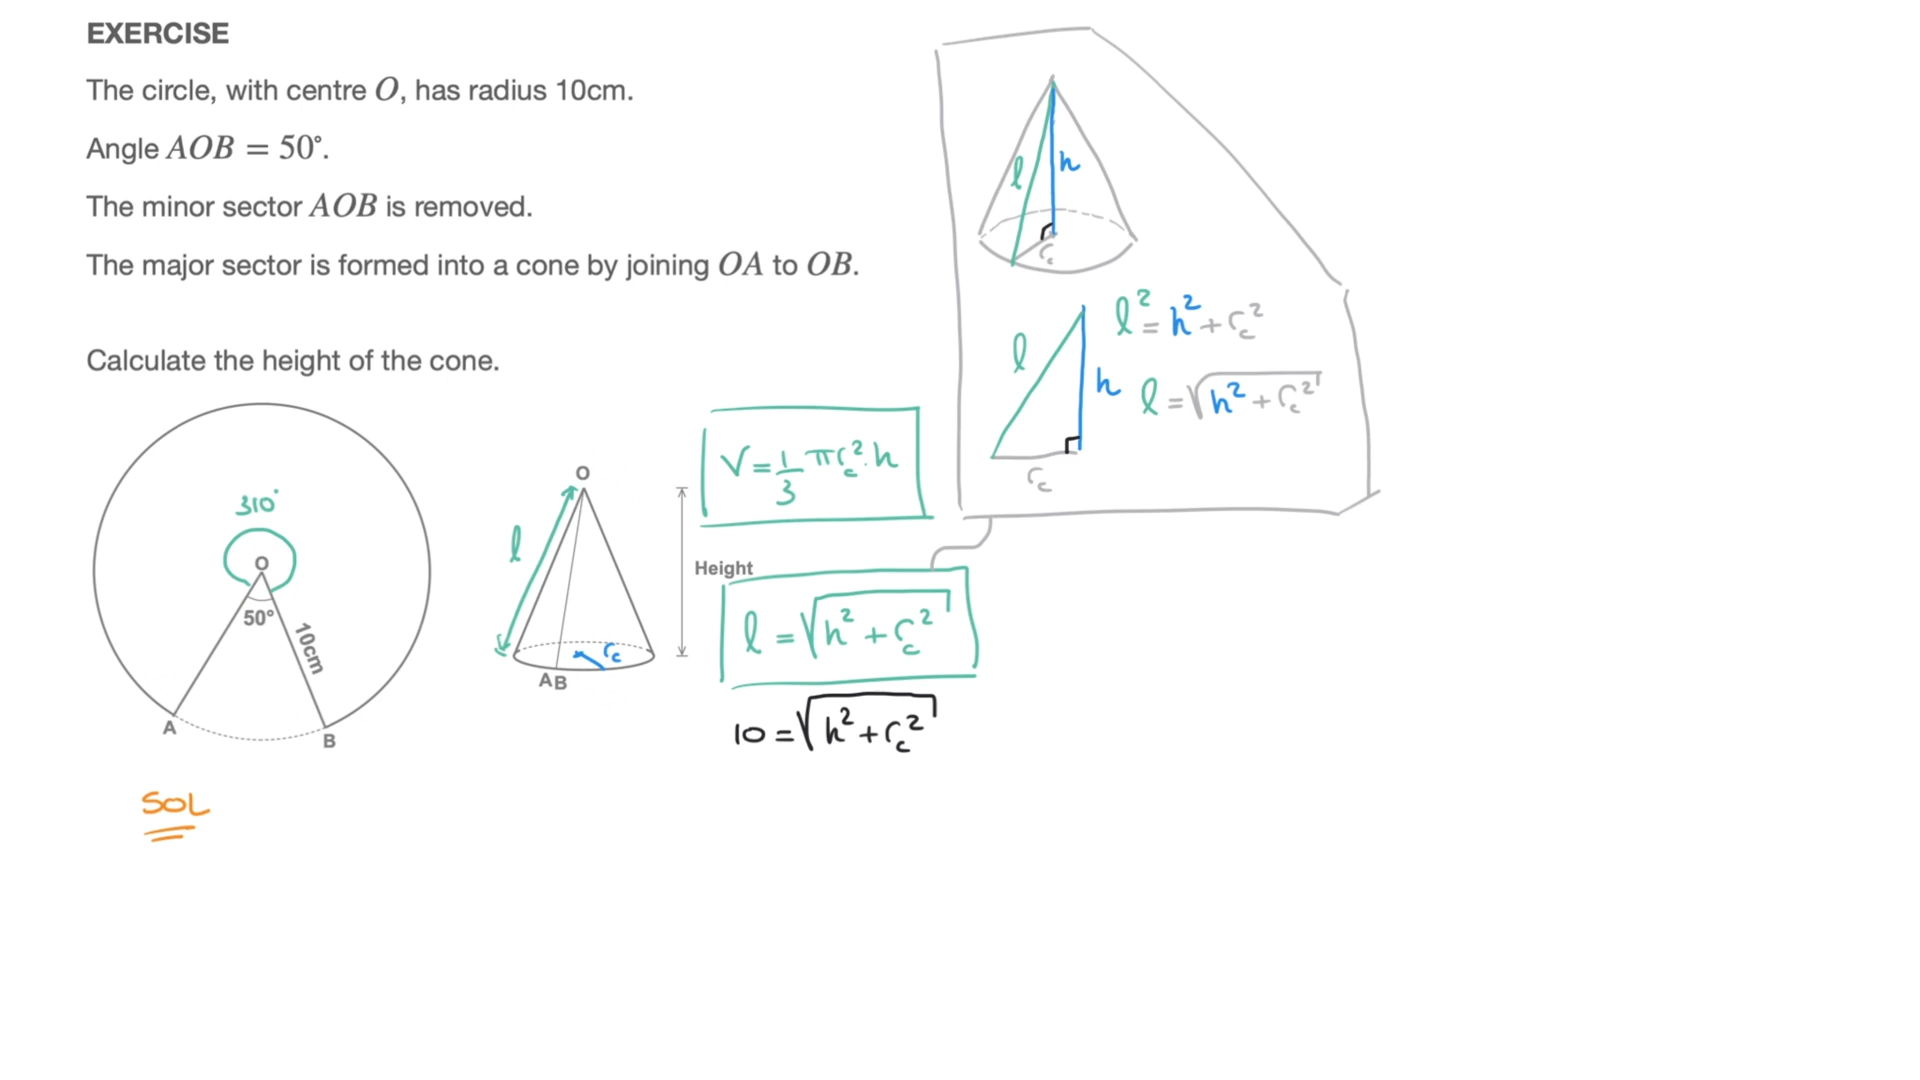 EXERCISE
The circle, with centre O, has radius 10cm.
Angle AOB = 50°.
The minor sector AOB is removed.
The major sector is formed into a cone by joining OA to OB.
Calculate the height of the cone.
310°
O
50°
10cm
A
B
O
l
r_c
A B
Height
V = 1/3 π r_c² · h
l = √(h² + r_c²)
10 = √(h² + r_c²)
l
h
r_c
l
h
r_c
l² = h² + r_c²
l = √(h² + r_c²)
SOL